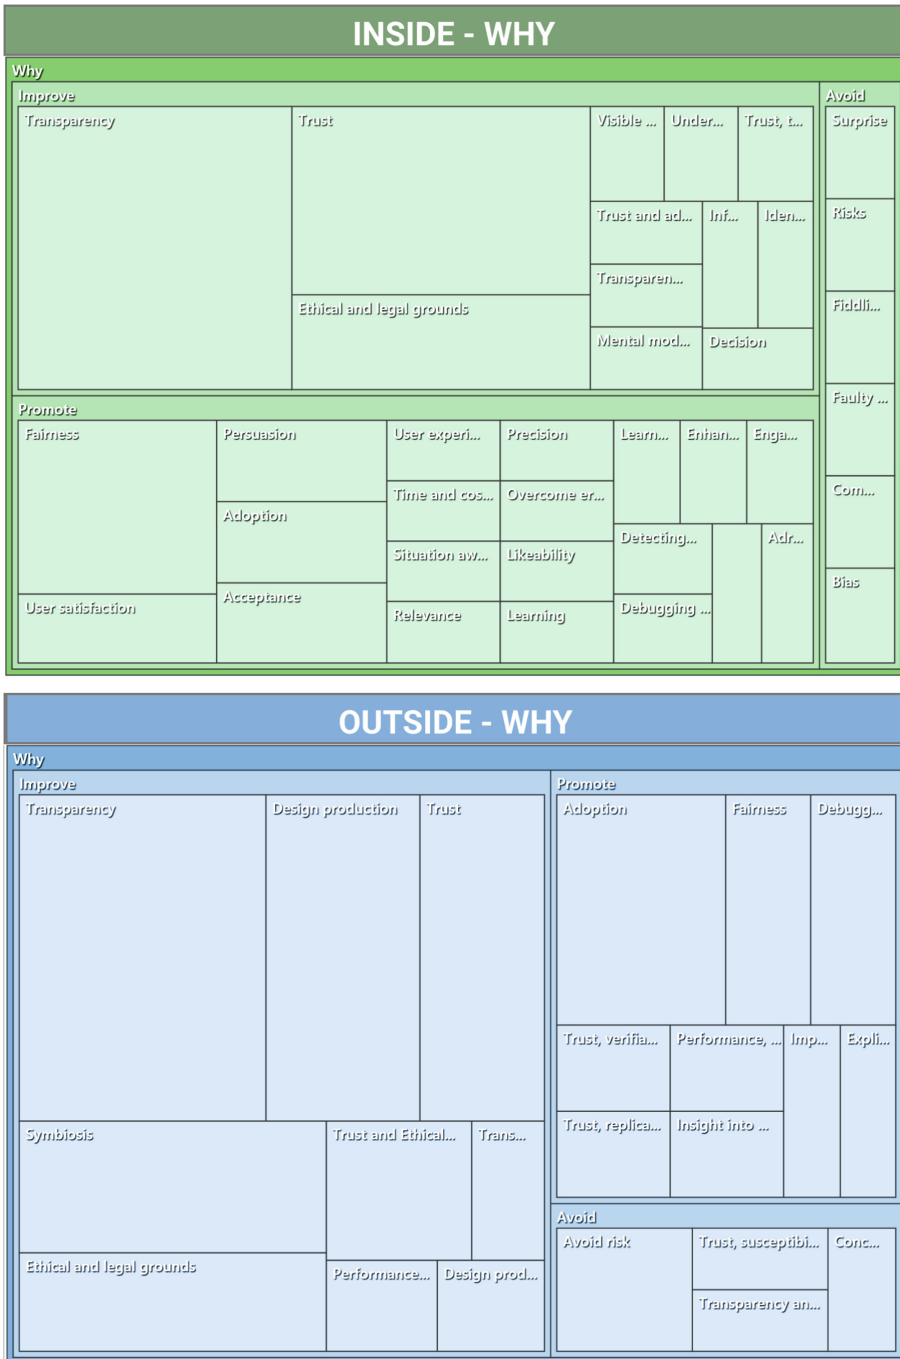 INSIDE - WHY
Why
Improve
Transparency
Trust
Visible ...
Under...
Trust, t...
Trust and ad...
Inf...
Iden...
Transparen...
Ethical and legal grounds
Mental mod...
Decision
Avoid
Surprise
Risks
Fiddli...
Faulty ...
Com...
Bias
Promote
Fairness
Persuasion
User experi...
Precision
Learn...
Enhan...
Enga...
Time and cos...
Overcome er...
Adoption
Detecting...
Adr...
Situation aw...
Likeability
User satisfaction
Acceptance
Relevance
Learning
Debugging ...
OUTSIDE - WHY
Why
Improve
Transparency
Design production
Trust
Symbiosis
Trust and Ethical...
Trans...
Ethical and legal grounds
Performance...
Design prod...
Promote
Adoption
Fairness
Debugg...
Trust, verifia...
Performance, ...
Imp...
Expli...
Trust, replica...
Insight into ...
Avoid
Avoid risk
Trust, susceptibi...
Conc...
Transparency an...